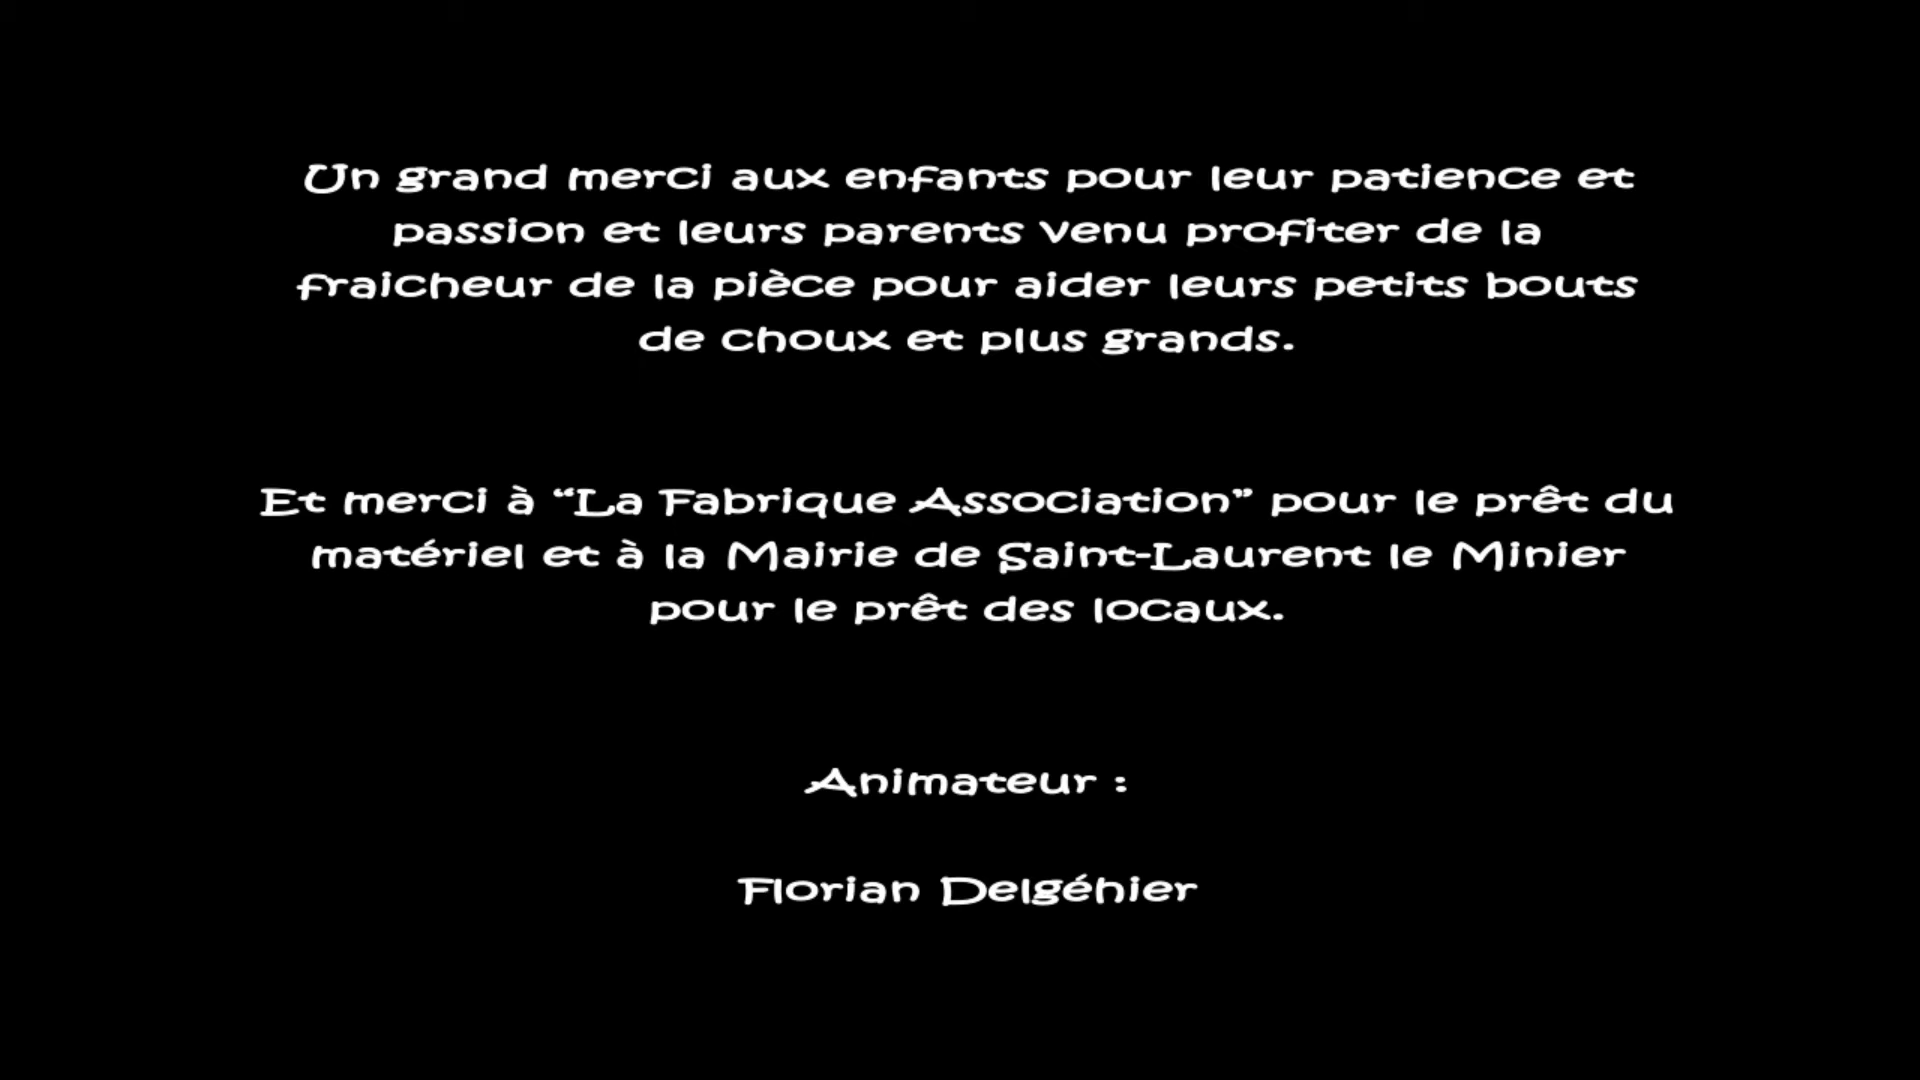 Un grand merci aux enfants pour leur patience et
passion et leurs parents venu profiter de la
fraicheur de la pièce pour aider leurs petits bouts
de choux et plus grands.
Et merci à “La Fabrique Association” pour le prêt du
matériel et à la Mairie de Saint-Laurent le Minier
pour le prêt des locaux.
Animateur :
Florian Delgéhier